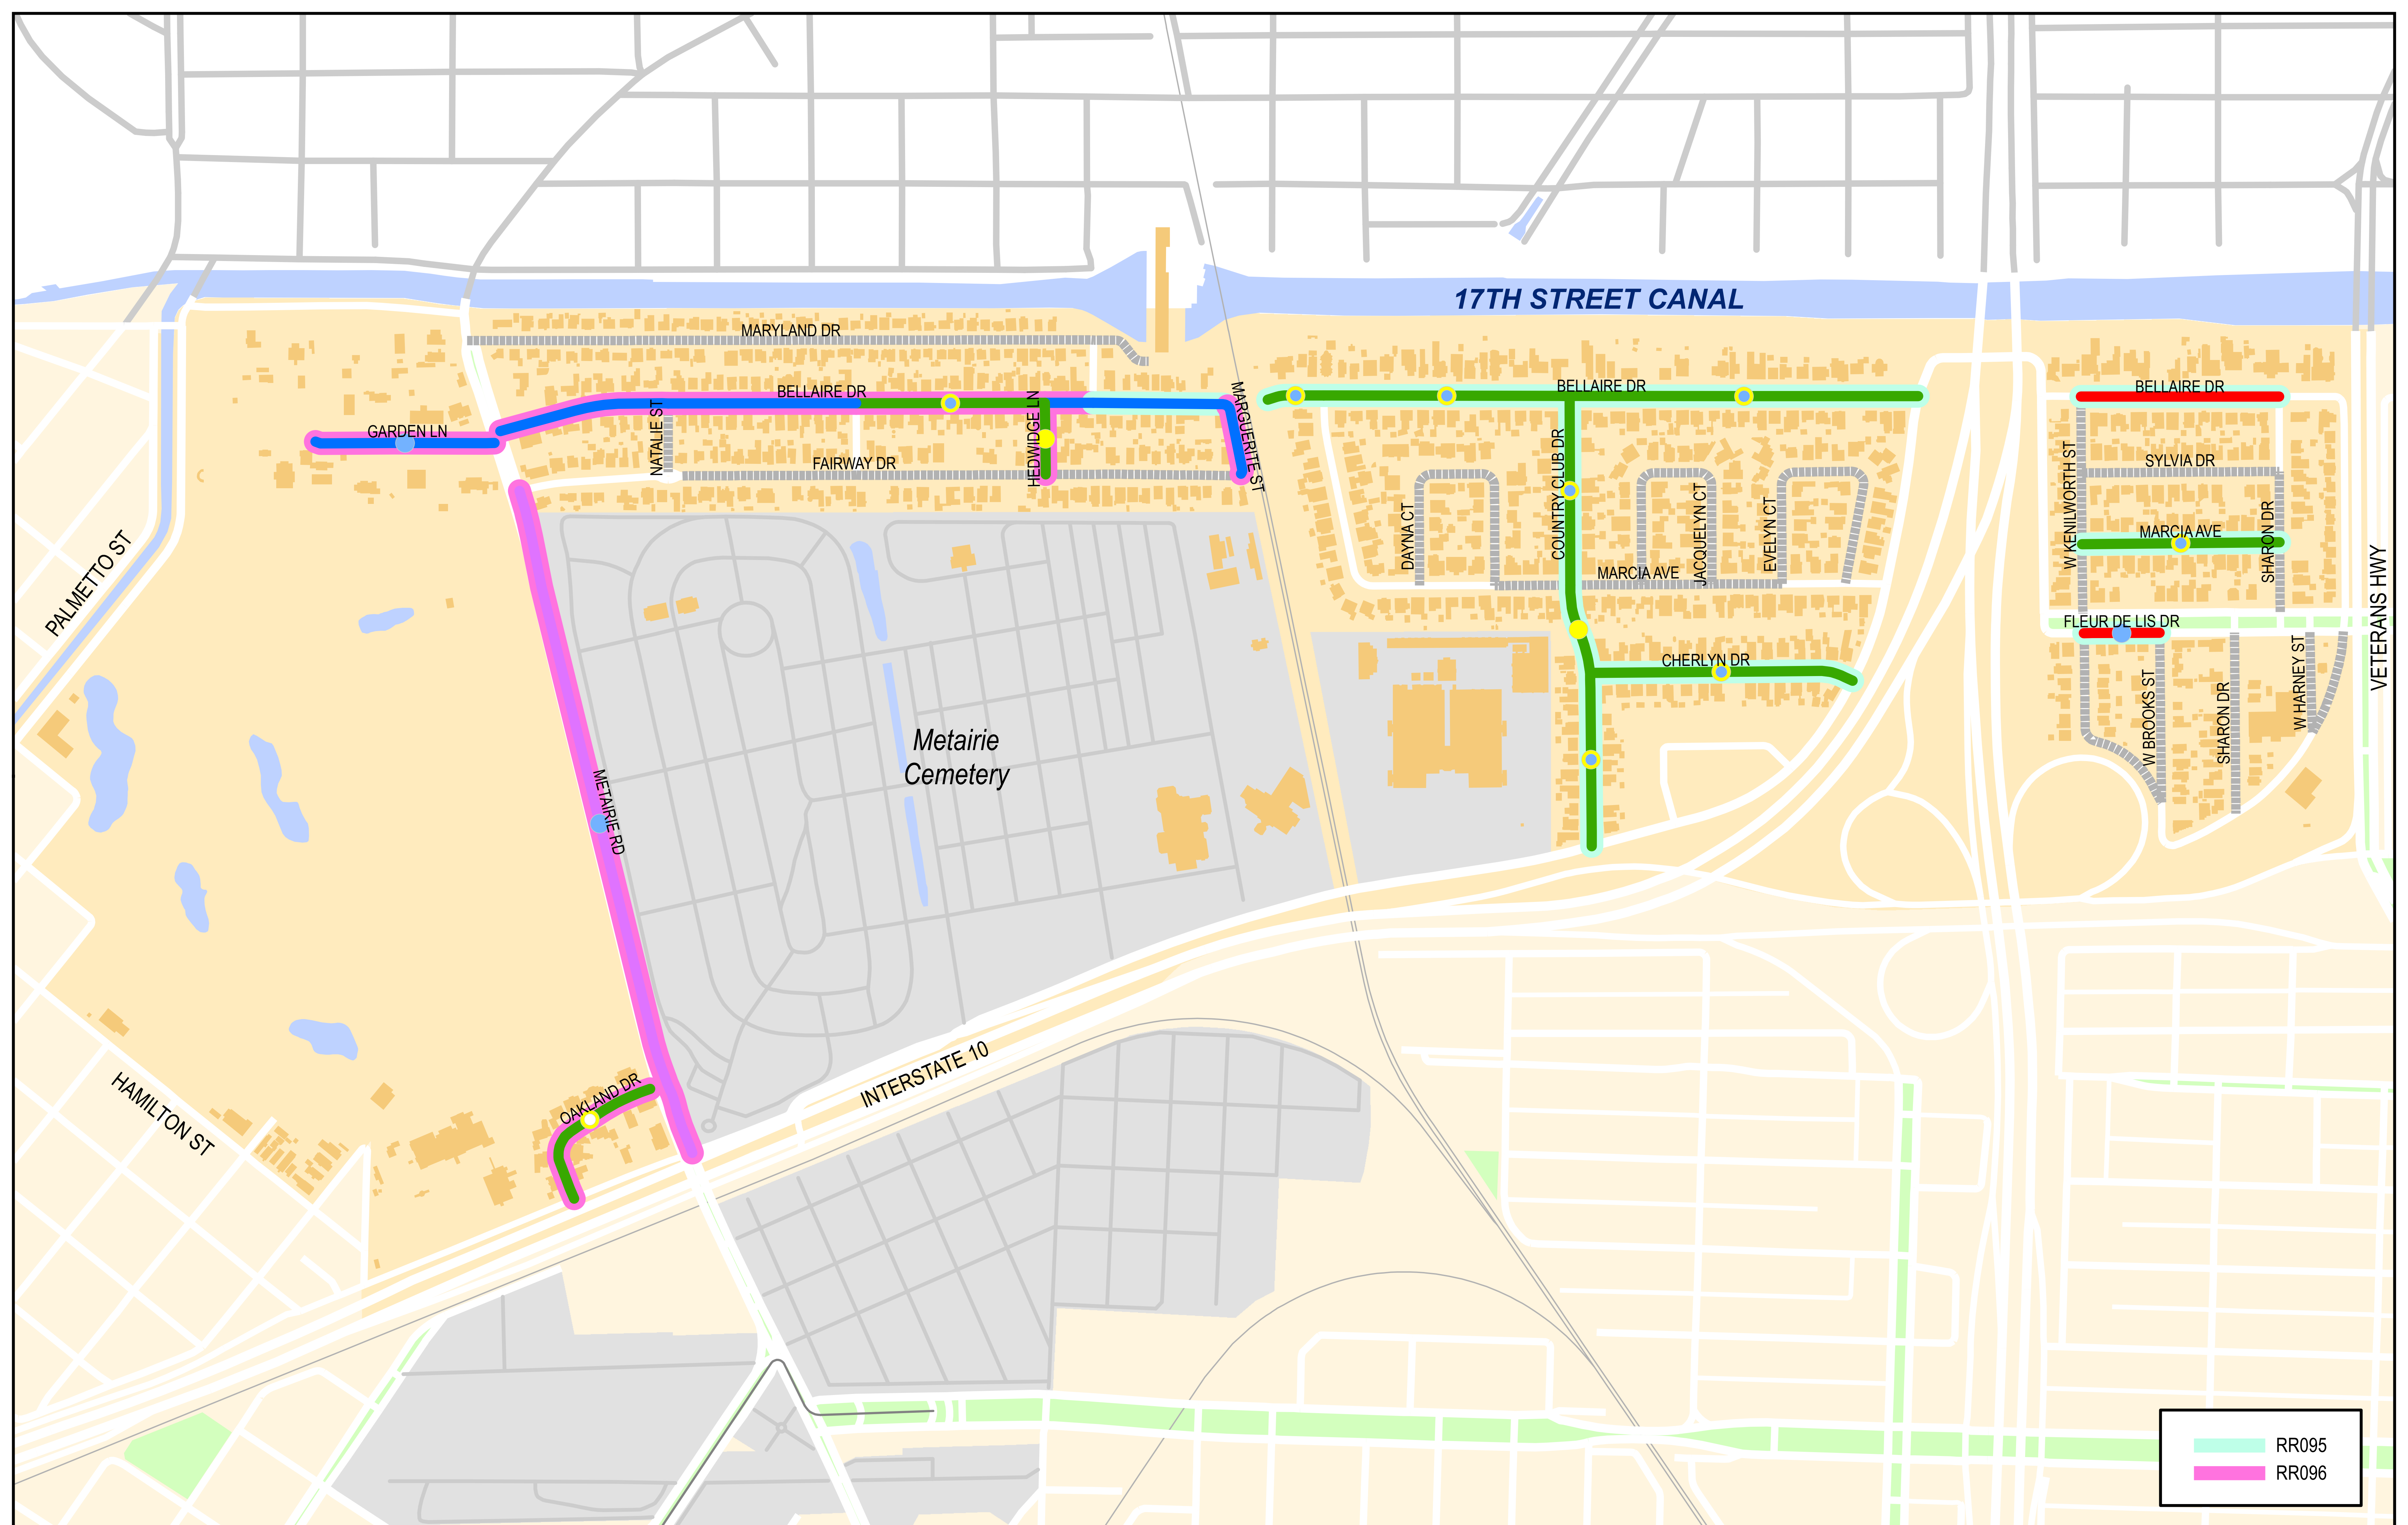 17TH STREET CANAL
MARYLAND DR
BELLAIRE DR
BELLAIRE DR
BELLAIRE DR
GARDEN LN
NATALIE ST
HEDWIDGE LN
MARGUERITE ST
FAIRWAY DR
COUNTRY CLUB DR
DAYNA CT
JACQUELYN CT
EVELYN CT
MARCIA AVE
W KENILWORTH ST
SYLVIA DR
MARCIA AVE
SHARON DR
FLEUR DE LIS DR
VETERANS HWY
PALMETTO ST
CHERLYN DR
W BROOKS ST
SHARON DR
W HARNEY ST
Metairie
Cemetery
METAIRIE RD
INTERSTATE 10
OAKLAND DR
HAMILTON ST
RR095
RR096